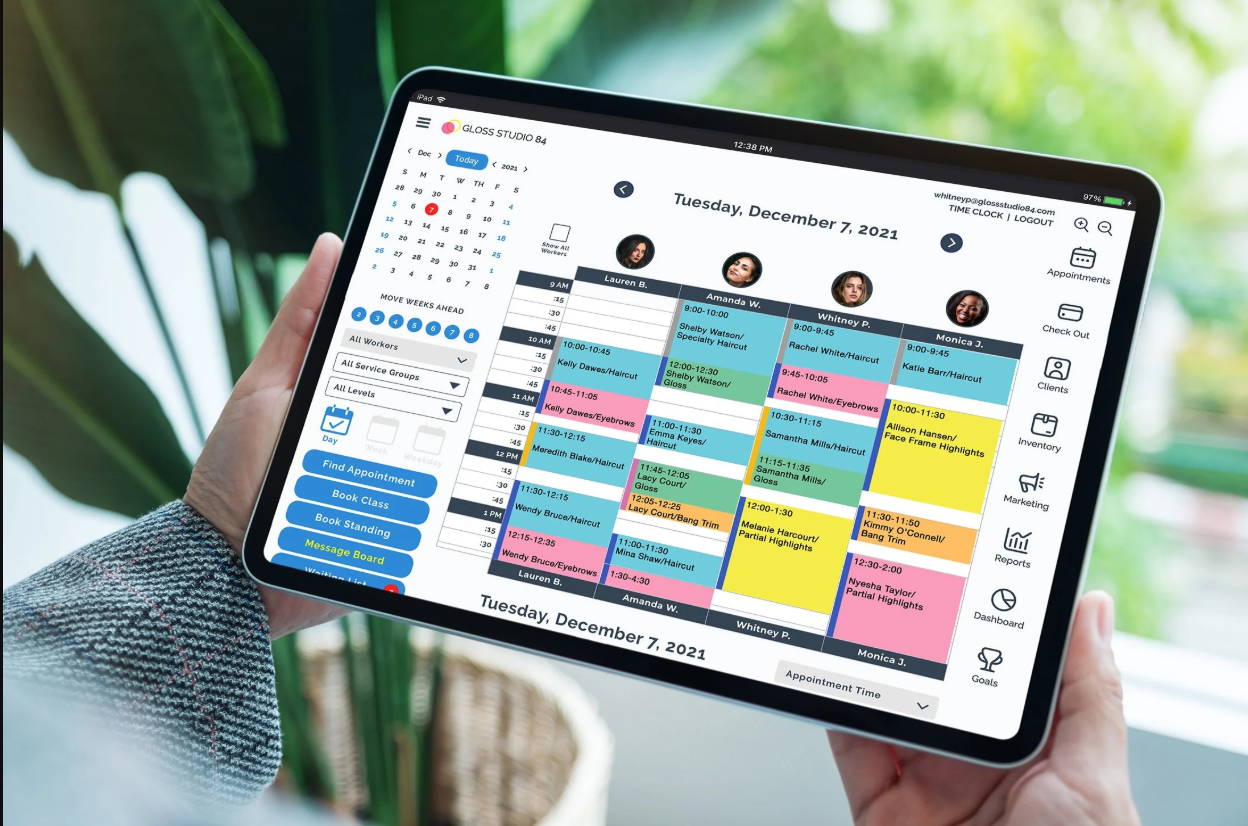 iPad
12:38 PM
97%
GLOSS STUDIO 84
whitneyp@glossstudio84.com
TIME CLOCK | LOGOUT
Dec
Today
2021
S M T W TH F S
28 29 30 1 2 3 4
5 6 7 8 9 10 11
12 13 14 15 16 17 18
19 20 21 22 23 24 25
26 27 28 29 30 31 1
2 3 4 5 6 7 8
MOVE WEEKS AHEAD
2 3 4 5 6 7 8
All Workers
All Service Groups
All Levels
Day
Week
Weekday
Find Appointment
Book Class
Book Standing
Message Board
Waiting List
Tuesday, December 7, 2021
Show All
Workers
9 AM
:15
:30
:45
10 AM
:15
:30
:45
11 AM
:15
:30
:45
12 PM
:15
:30
:45
1 PM
:15
:30
Lauren B.
10:00-10:45
Kelly Dawes/Haircut
10:45-11:05
Kelly Dawes/Eyebrows
11:30-12:15
Meredith Blake/Haircut
11:30-12:15
Wendy Bruce/Haircut
12:15-12:35
Wendy Bruce/Eyebrows
Lauren B.
Amanda W.
9:00-10:00
Shelby Watson/
Specialty Haircut
12:00-12:30
Shelby Watson/
Gloss
11:00-11:30
Emma Keyes/
Haircut
11:45-12:05
Lacy Court/
Gloss
12:05-12:25
Lacy Court/Bang Trim
11:00-11:30
Mina Shaw/Haircut
1:30-4:30
Amanda W.
Whitney P.
9:00-9:45
Rachel White/Haircut
9:45-10:05
Rachel White/Eyebrows
10:30-11:15
Samantha Mills/Haircut
11:15-11:35
Samantha Mills/
Gloss
12:00-1:30
Melanie Harcourt/
Partial Highlights
Whitney P.
Monica J.
9:00-9:45
Katie Barr/Haircut
10:00-11:30
Allison Hansen/
Face Frame Highlights
11:30-11:50
Kimmy O'Connell/
Bang Trim
12:30-2:00
Nyesha Taylor/
Partial Highlights
Monica J.
Tuesday, December 7, 2021
Appointment Time
Appointments
Check Out
Clients
Inventory
Marketing
Reports
Dashboard
Goals